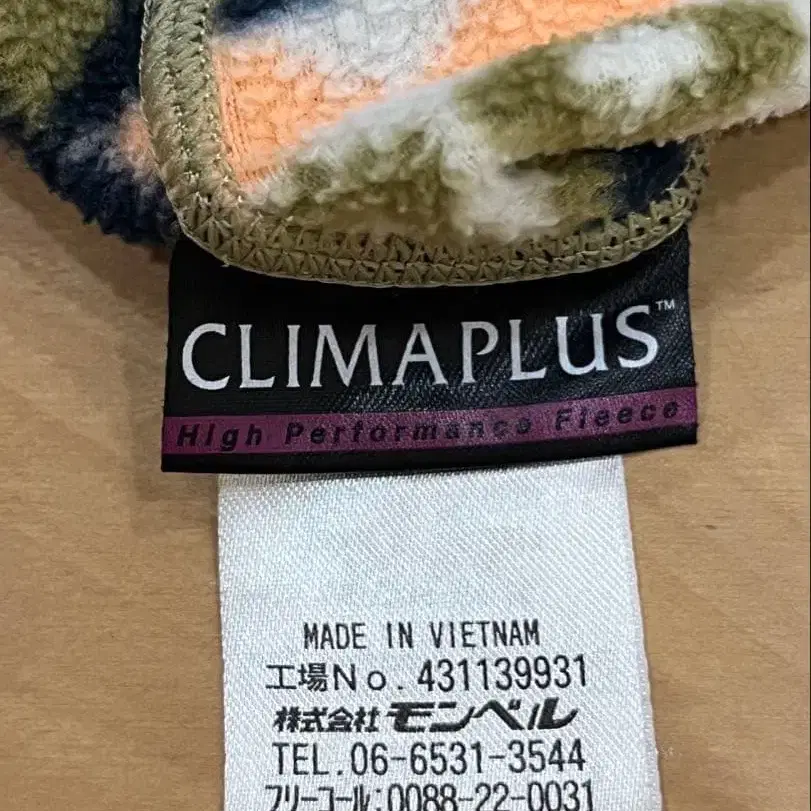 CLIMAPLUS™
High Performance Fleece
MADE IN VIETNAM
工場No.431139931
株式会社モンベル
TEL.06-6531-3544
フリーコール:0088-22-0031